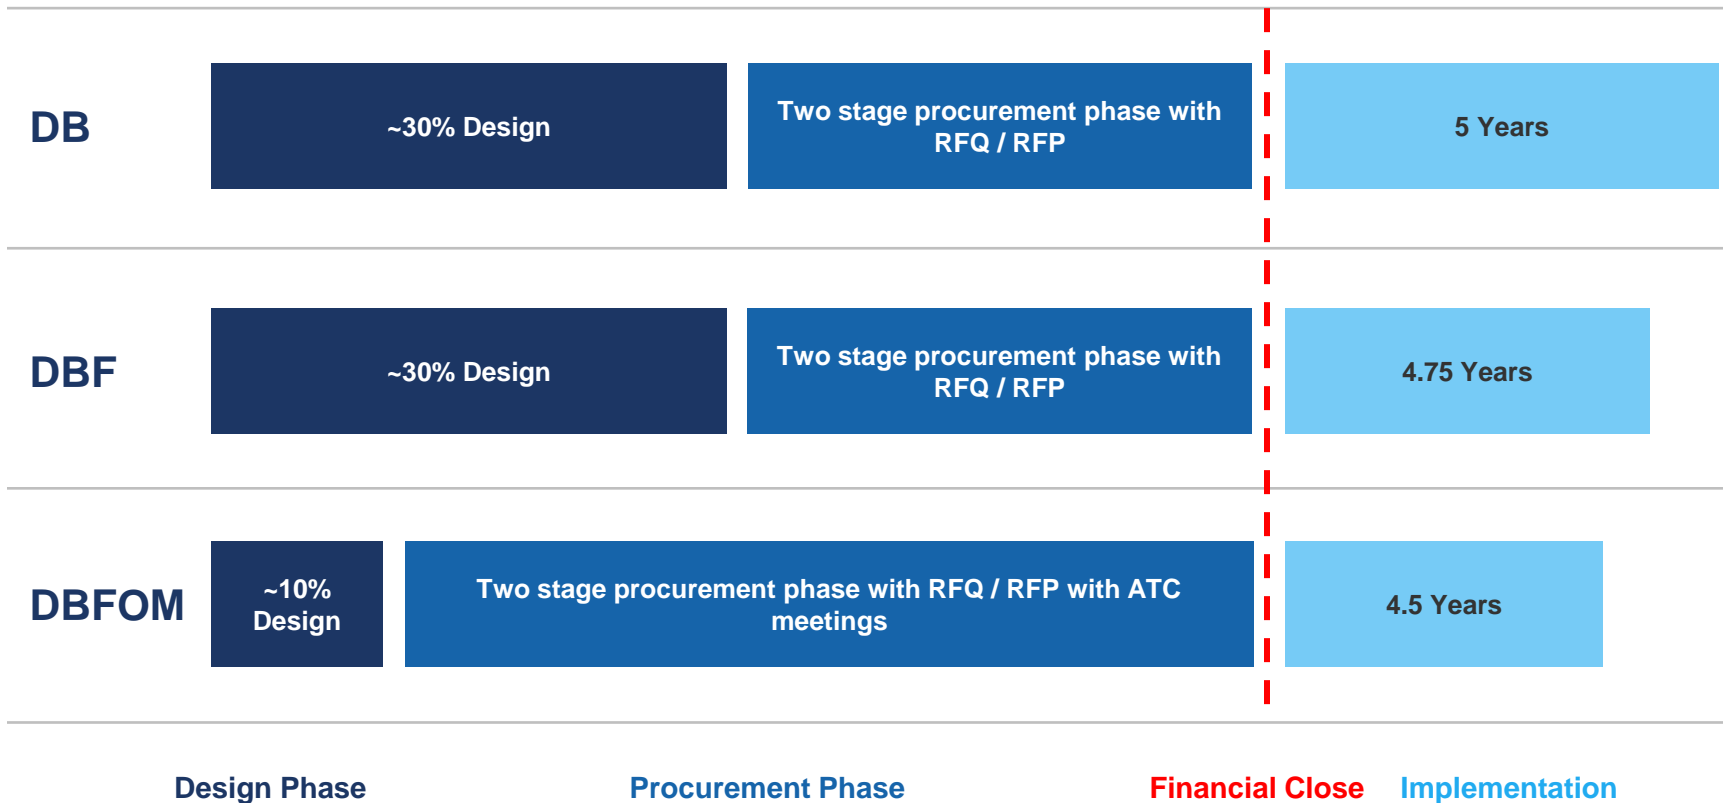 DB
~30% Design
Two stage procurement phase with
RFQ / RFP
5 Years
DBF
~30% Design
Two stage procurement phase with
RFQ / RFP
4.75 Years
DBFOM
~10%
Design
Two stage procurement phase with RFQ / RFP with ATC
meetings
4.5 Years
Design Phase
Procurement Phase
Financial Close
Implementation